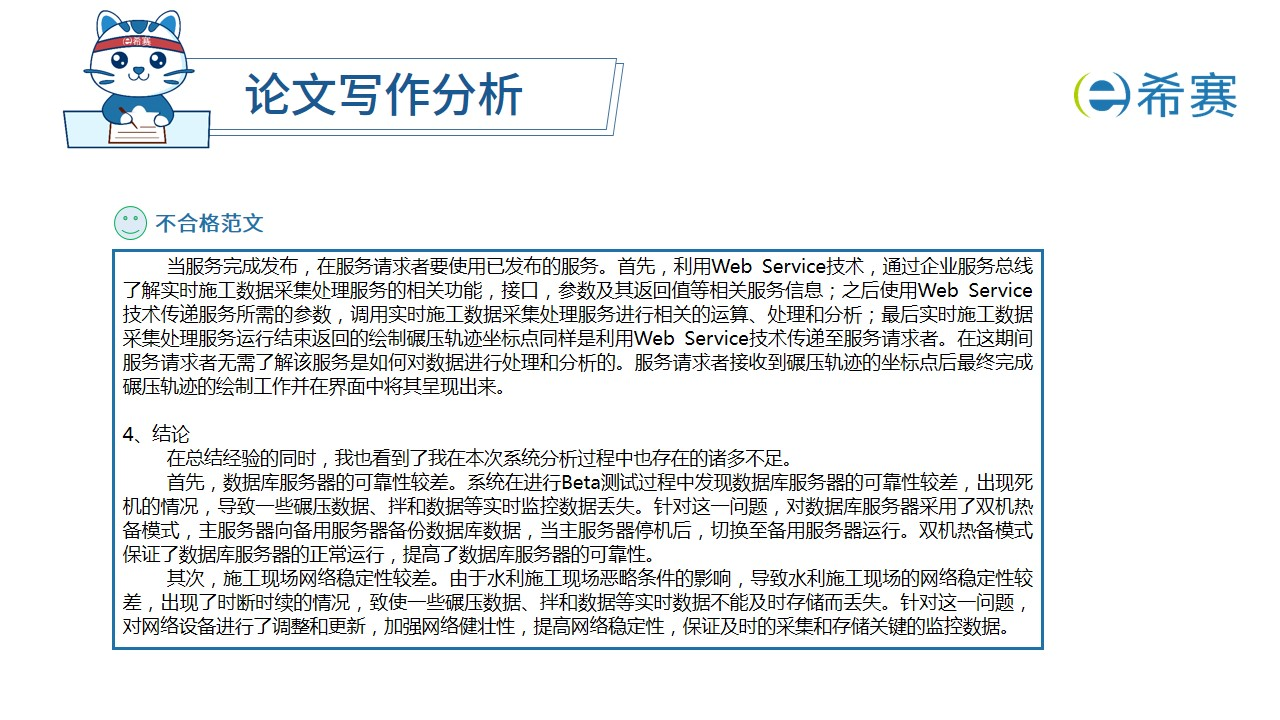 希赛
论文写作分析
希赛
不合格范文
当服务完成发布，在服务请求者要使用已发布的服务。首先，利用Web Service技术，通过企业服务总线
了解实时施工数据采集处理服务的相关功能，接口，参数及其返回值等相关服务信息；之后使用Web Service
技术传递服务所需的参数，调用实时施工数据采集处理服务进行相关的运算、处理和分析；最后实时施工数据
采集处理服务运行结束返回的绘制碾压轨迹坐标点同样是利用Web Service技术传递至服务请求者。在这期间
服务请求者无需了解该服务是如何对数据进行处理和分析的。服务请求者接收到碾压轨迹的坐标点后最终完成
碾压轨迹的绘制工作并在界面中将其呈现出来。
4、结论
在总结经验的同时，我也看到了我在本次系统分析过程中也存在的诸多不足。
首先，数据库服务器的可靠性较差。系统在进行Beta测试过程中发现数据库服务器的可靠性较差，出现死
机的情况，导致一些碾压数据、拌和数据等实时监控数据丢失。针对这一问题，对数据库服务器采用了双机热
备模式，主服务器向备用服务器备份数据库数据，当主服务器停机后，切换至备用服务器运行。双机热备模式
保证了数据库服务器的正常运行，提高了数据库服务器的可靠性。
其次，施工现场网络稳定性较差。由于水利施工现场恶略条件的影响，导致水利施工现场的网络稳定性较
差，出现了时断时续的情况，致使一些碾压数据、拌和数据等实时数据不能及时存储而丢失。针对这一问题，
对网络设备进行了调整和更新，加强网络健壮性，提高网络稳定性，保证及时的采集和存储关键的监控数据。